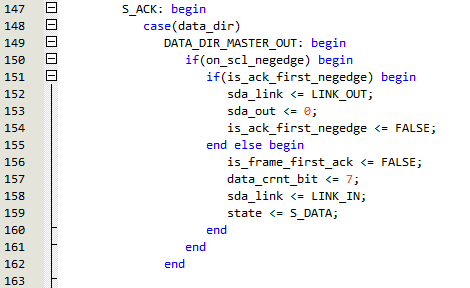 147 S_ACK: begin
148 case(data_dir)
149 DATA_DIR_MASTER_OUT: begin
150 if(on_scl_negedge) begin
151 if(is_ack_first_negedge) begin
152 sda_link <= LINK_OUT;
153 sda_out <= 0;
154 is_ack_first_negedge <= FALSE;
155 end else begin
156 is_frame_first_ack <= FALSE;
157 data_crnt_bit <= 7;
158 sda_link <= LINK_IN;
159 state <= S_DATA;
160 end
161 end
162 end
163